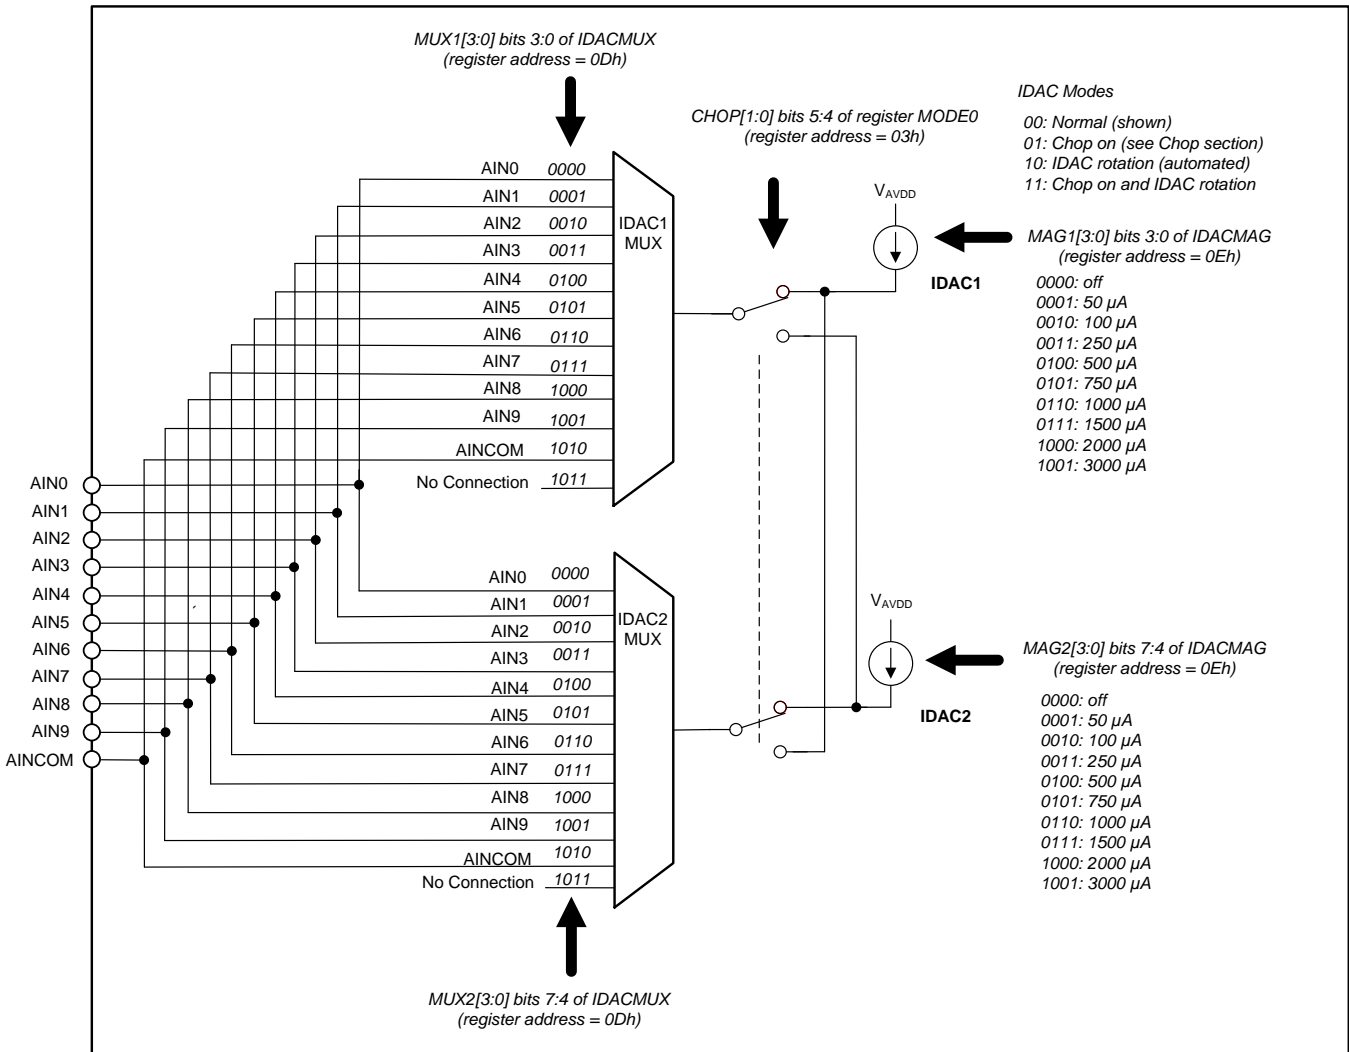 MUX1[3:0] bits 3:0 of IDACMUX
(register address = 0Dh)
IDAC Modes
00: Normal (shown)
01: Chop on (see Chop section)
10: IDAC rotation (automated)
11: Chop on and IDAC rotation
CHOP[1:0] bits 5:4 of register MODE0
(register address = 03h)
AIN0 0000
AIN1 0001
AIN2 0010
AIN3 0011
AIN4 0100
AIN5 0101
AIN6 0110
AIN7 0111
AIN8 1000
AIN9 1001
AINCOM 1010
No Connection 1011
IDAC1
MUX
VAVDD
IDAC1
MAG1[3:0] bits 3:0 of IDACMAG
(register address = 0Eh)
0000: off
0001: 50 µA
0010: 100 µA
0011: 250 µA
0100: 500 µA
0101: 750 µA
0110: 1000 µA
0111: 1500 µA
1000: 2000 µA
1001: 3000 µA
AIN0
AIN1
AIN2
AIN3
AIN4
AIN5
AIN6
AIN7
AIN8
AIN9
AINCOM
AIN0 0000
AIN1 0001
AIN2 0010
AIN3 0011
AIN4 0100
AIN5 0101
AIN6 0110
AIN7 0111
AIN8 1000
AIN9 1001
AINCOM 1010
No Connection 1011
IDAC2
MUX
VAVDD
IDAC2
MAG2[3:0] bits 7:4 of IDACMAG
(register address = 0Eh)
0000: off
0001: 50 µA
0010: 100 µA
0011: 250 µA
0100: 500 µA
0101: 750 µA
0110: 1000 µA
0111: 1500 µA
1000: 2000 µA
1001: 3000 µA
MUX2[3:0] bits 7:4 of IDACMUX
(register address = 0Dh)